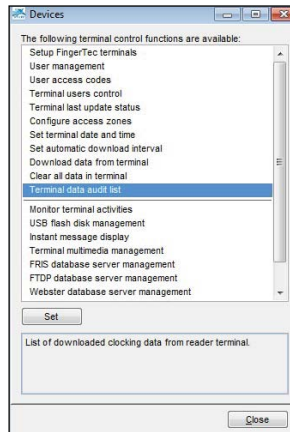 Devices
The following terminal control functions are available:
Setup FingerTec terminals
User management
User access codes
Terminal users control
Terminal last update status
Configure access zones
Set terminal date and time
Set automatic download interval
Download data from terminal
Clear all data in terminal
Terminal data audit list
Monitor terminal activities
USB flash disk management
Instant message display
Terminal multimedia management
FRIS database server management
FTDP database server management
Webster database server management
Set
List of downloaded clocking data from reader terminal.
Close